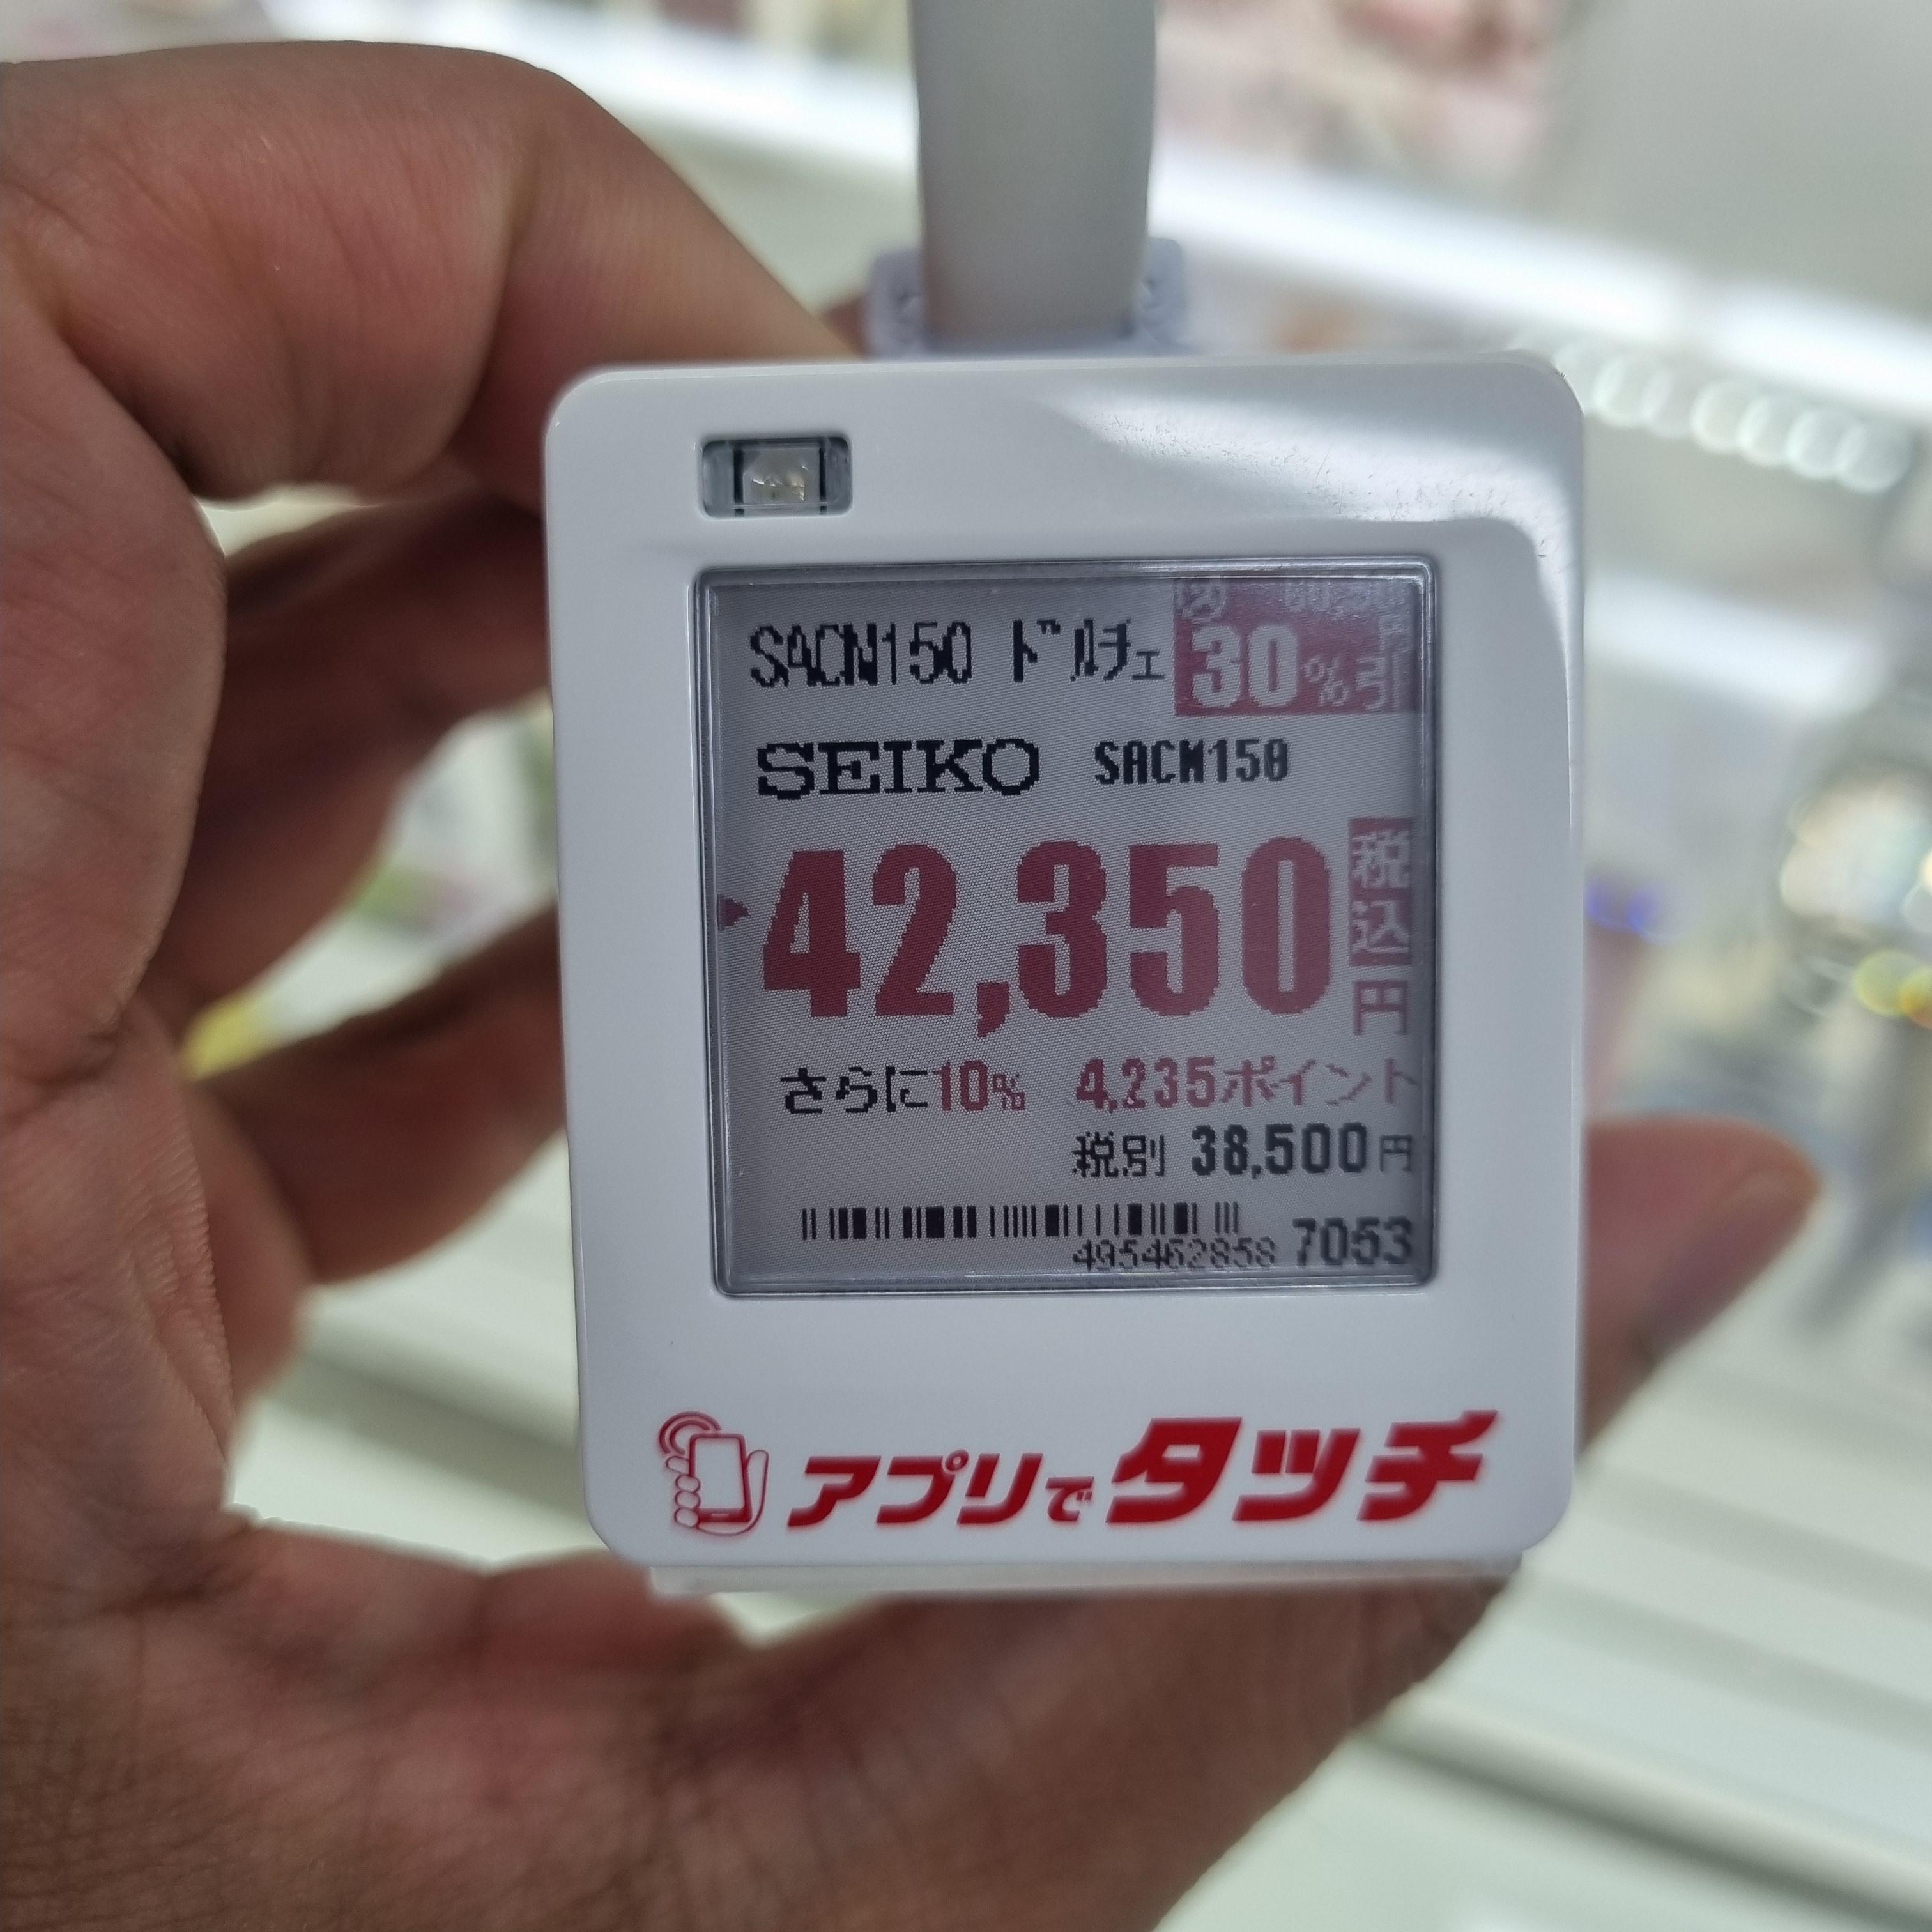 SACN150 ドルチェ
30%引
SEIKO SACM150
42,350 税込 円
さらに10% 4,235ポイント
税別 38,500円
495462858 7053
アプリでタッチ